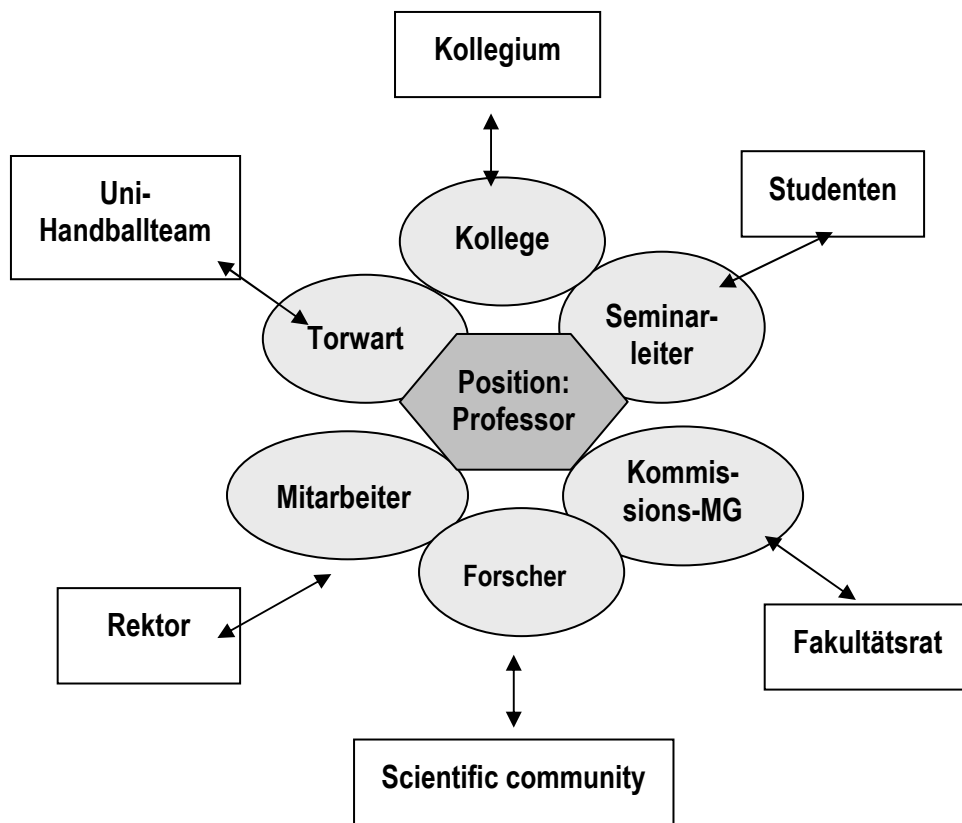 Kollegium
Uni-
Handballteam
Studenten
Kollege
Torwart
Seminar-
leiter
Position:
Professor
Mitarbeiter
Kommis-
sions-MG
Forscher
Rektor
Fakultätsrat
Scientific community